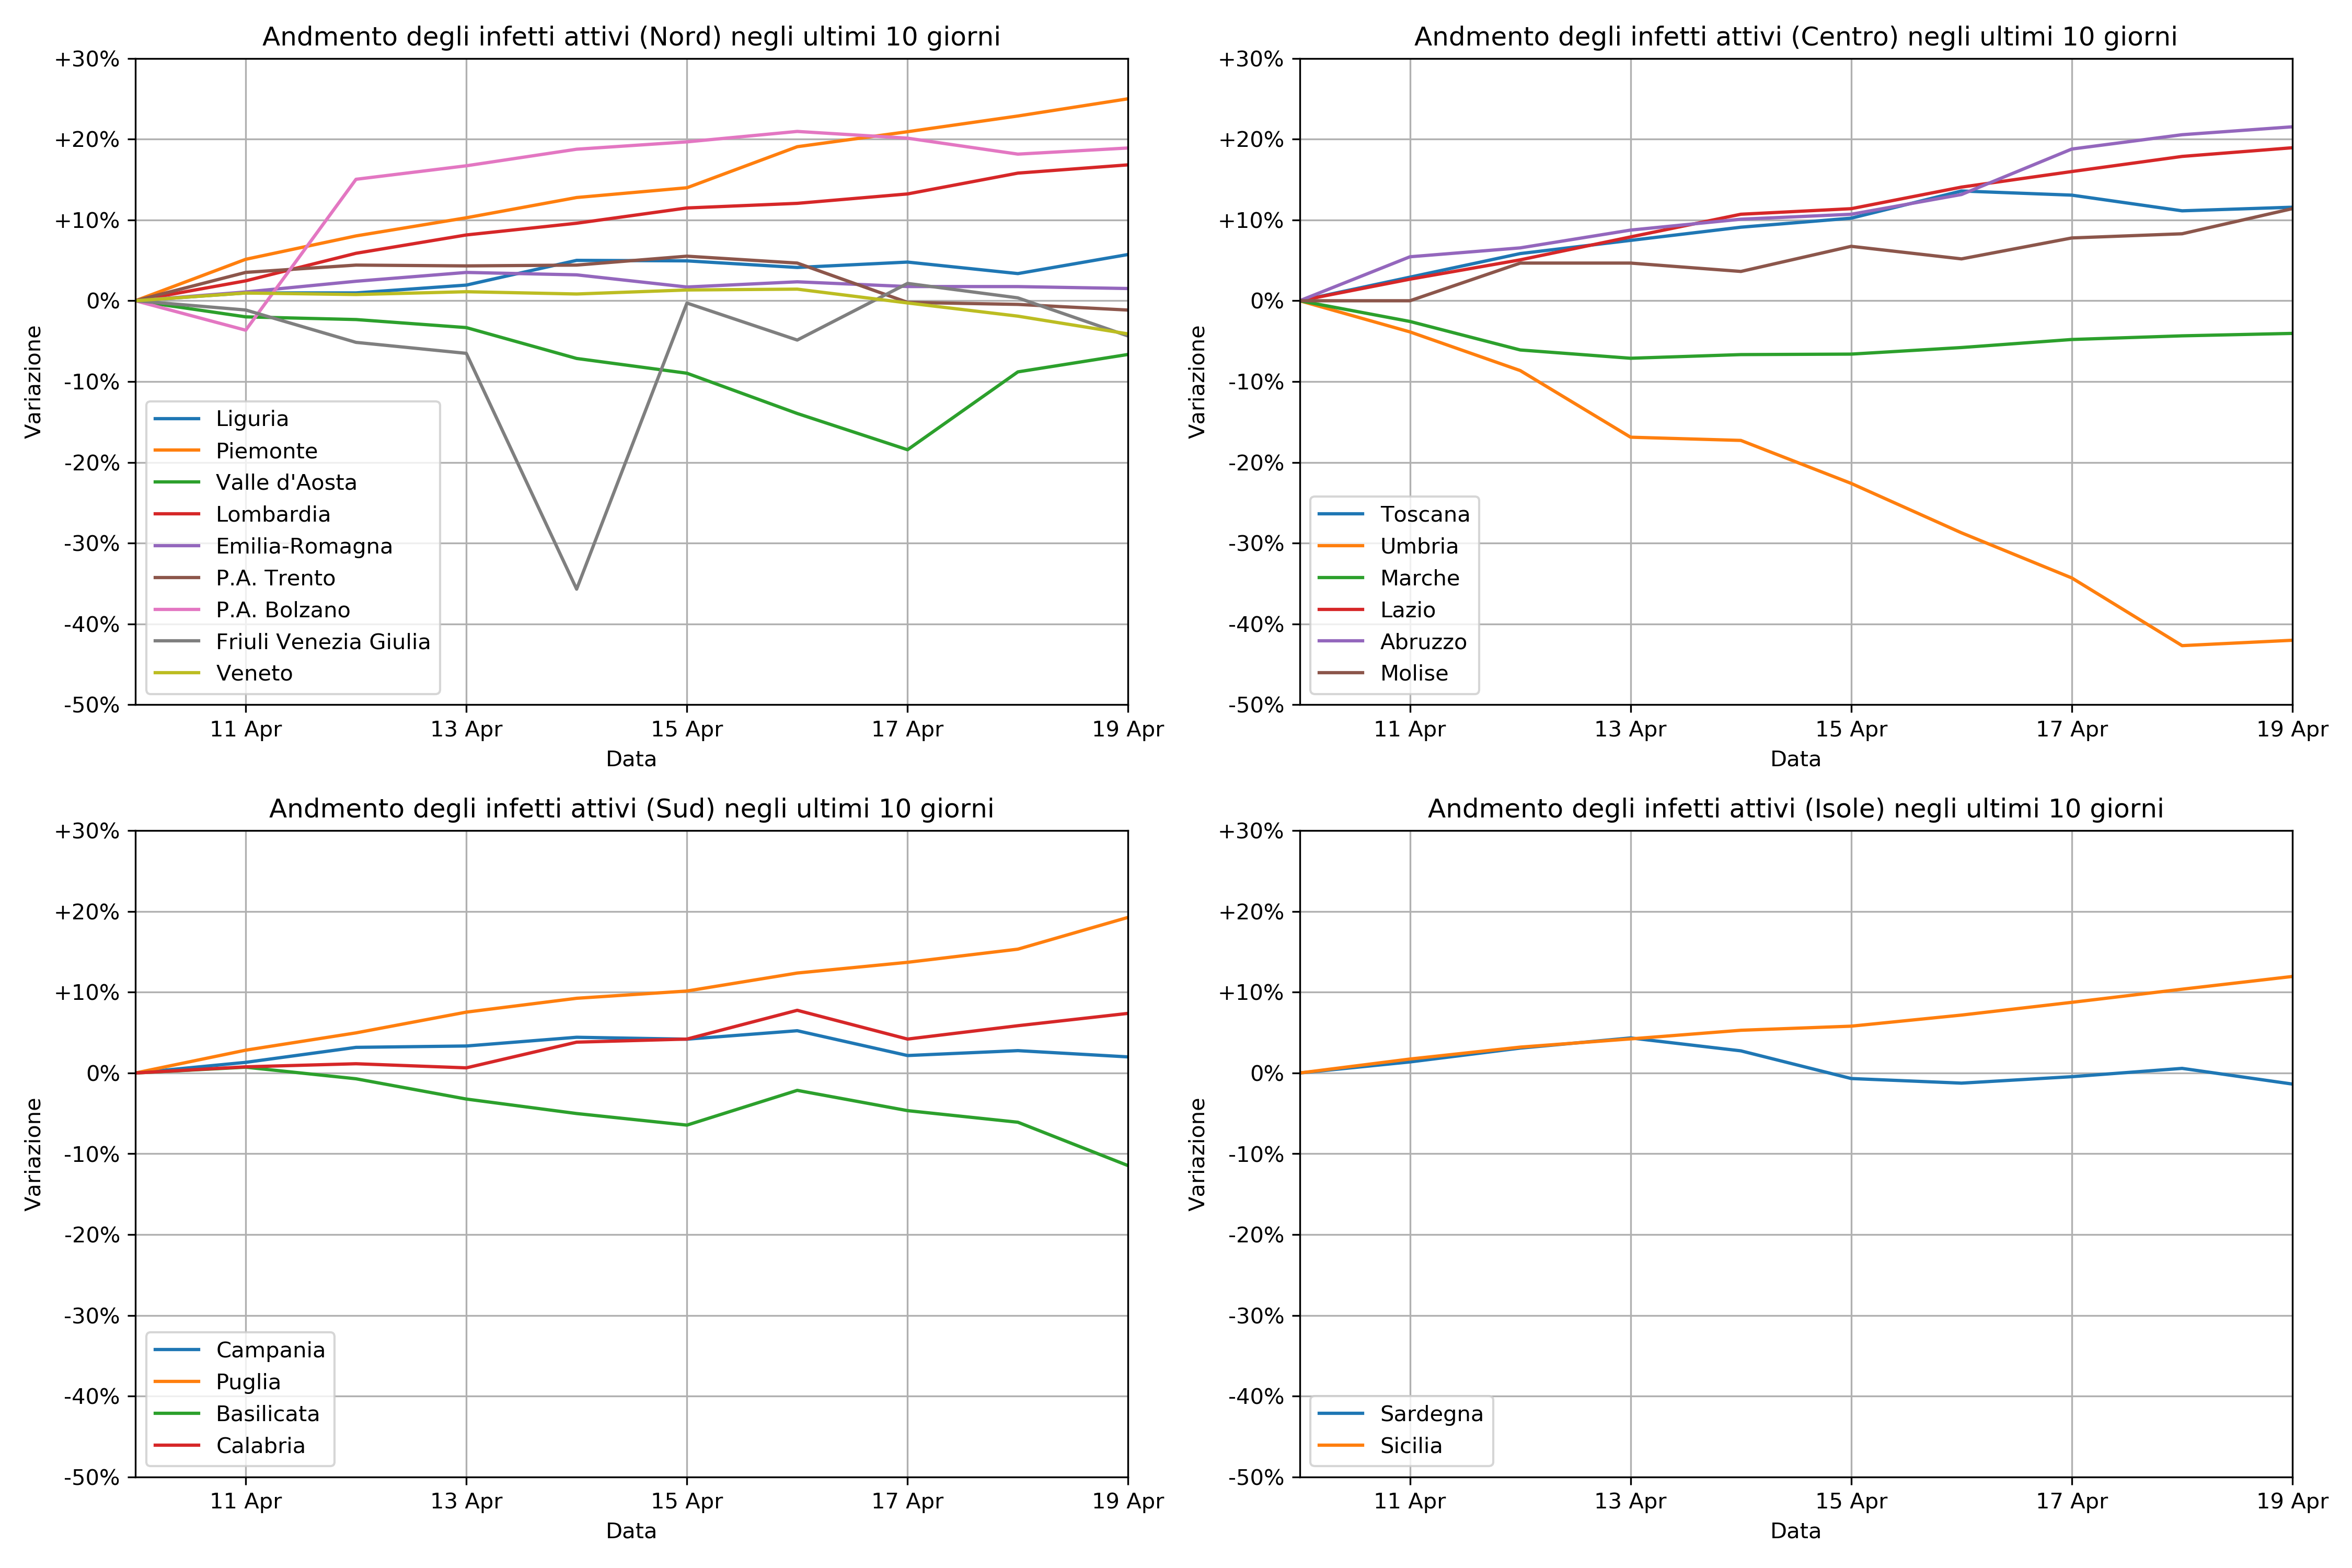 Andmento degli infetti attivi (Nord) negli ultimi 10 giorni
+30%
+20%
+10%
0%
-10%
-20%
-30%
-40%
-50%
Variazione
Liguria
Piemonte
Valle d'Aosta
Lombardia
Emilia-Romagna
P.A. Trento
P.A. Bolzano
Friuli Venezia Giulia
Veneto
11 Apr
13 Apr
15 Apr
17 Apr
19 Apr
Data
Andmento degli infetti attivi (Centro) negli ultimi 10 giorni
+30%
+20%
+10%
0%
-10%
-20%
-30%
-40%
-50%
Variazione
Toscana
Umbria
Marche
Lazio
Abruzzo
Molise
11 Apr
13 Apr
15 Apr
17 Apr
19 Apr
Data
Andmento degli infetti attivi (Sud) negli ultimi 10 giorni
+30%
+20%
+10%
0%
-10%
-20%
-30%
-40%
-50%
Variazione
Campania
Puglia
Basilicata
Calabria
11 Apr
13 Apr
15 Apr
17 Apr
19 Apr
Data
Andmento degli infetti attivi (Isole) negli ultimi 10 giorni
+30%
+20%
+10%
0%
-10%
-20%
-30%
-40%
-50%
Variazione
Sardegna
Sicilia
11 Apr
13 Apr
15 Apr
17 Apr
19 Apr
Data